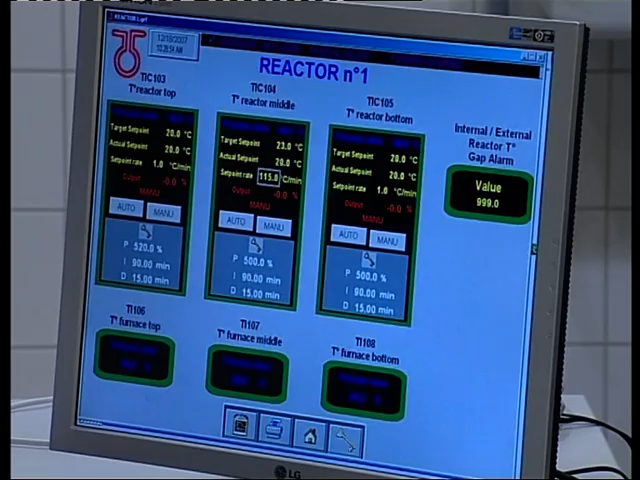 12/18/2007
REACTOR n°1
TIC103
T°reactor top
Target Setpoint 20.0 °C
Actual Setpoint 20.0 °C
Setpoint rate 1.0 °C/min
Output -0.0 %
MANU
AUTO MANU
P 520.0 %
I 90.00 min
D 15.00 min
TIC104
T° reactor middle
Target Setpoint 23.0 °C
Actual Setpoint 20.0 °C
Setpoint rate 115.0 °C/min
Output -0.0 %
MANU
AUTO MANU
P 500.0 %
I 90.00 min
D 15.00 min
TIC105
T° reactor bottom
Target Setpoint 20.0 °C
Actual Setpoint 20.0 °C
Setpoint rate 1.0 °C/min
Output -0.0 %
MANU
AUTO MANU
P 500.0 %
I 90.00 min
D 15.00 min
Internal / External
Reactor T°
Gap Alarm
Value
999.0
TI106
T° furnace top
TI107
T° furnace middle
TI108
T° furnace bottom
LG